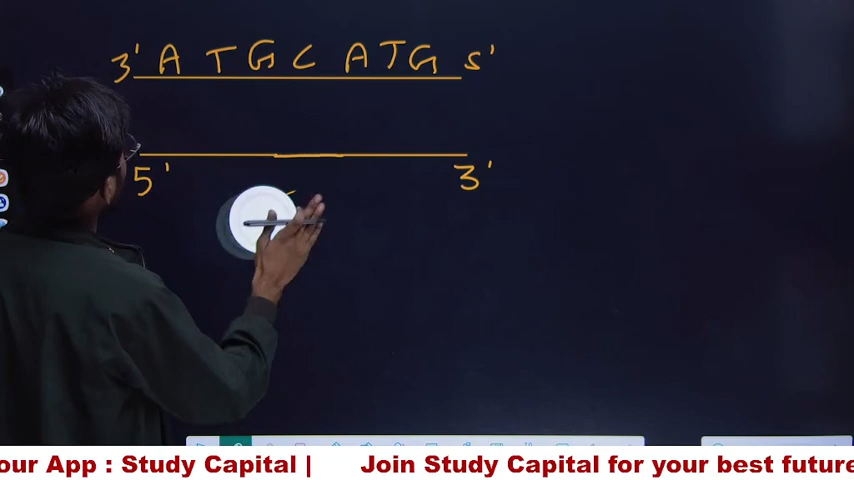 3' A T G C A T G 5'
5' 3'
our App : Study Capital | Join Study Capital for your best future